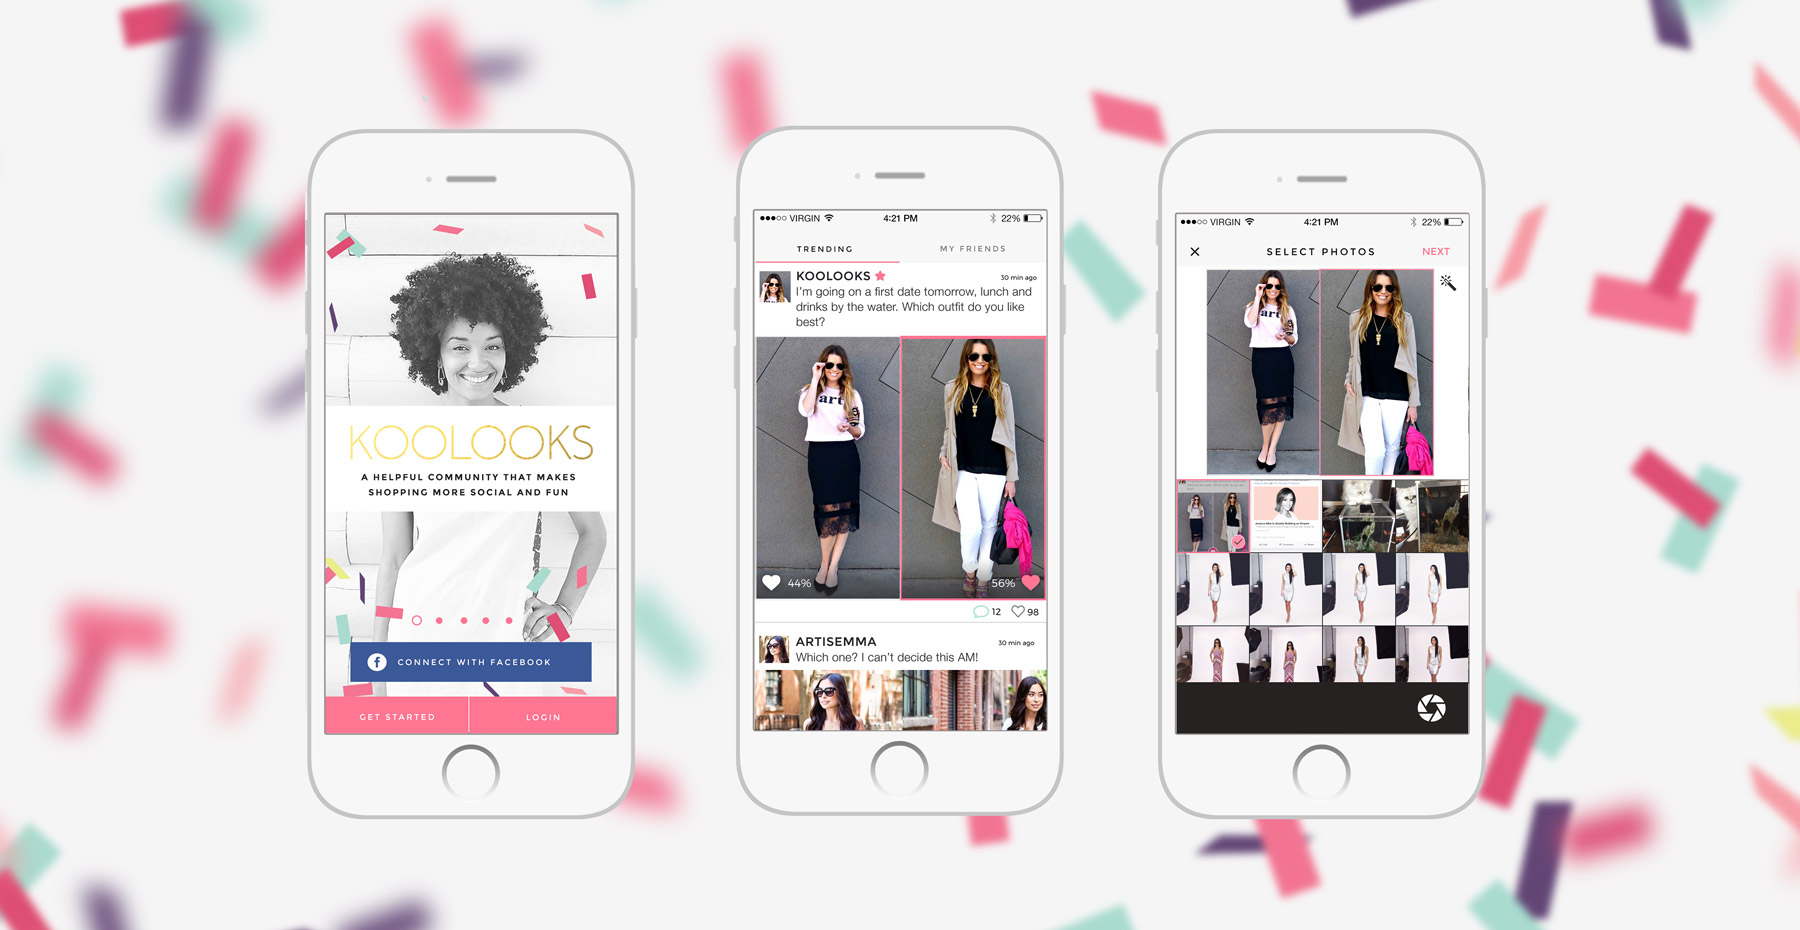 KOOLOOKS
A HELPFUL COMMUNITY THAT MAKES
SHOPPING MORE SOCIAL AND FUN
f CONNECT WITH FACEBOOK
GET STARTED
LOGIN
VIRGIN 4:21 PM 22%
TRENDING MY FRIENDS
KOOLOOKS 30 min ago
I'm going on a first date tomorrow, lunch and
drinks by the water. Which outfit do you like
best?
art
44% 56%
12 98
ARTISEMMA 30 min ago
Which one? I can't decide this AM!
VIRGIN 4:21 PM 22%
SELECT PHOTOS NEXT
art